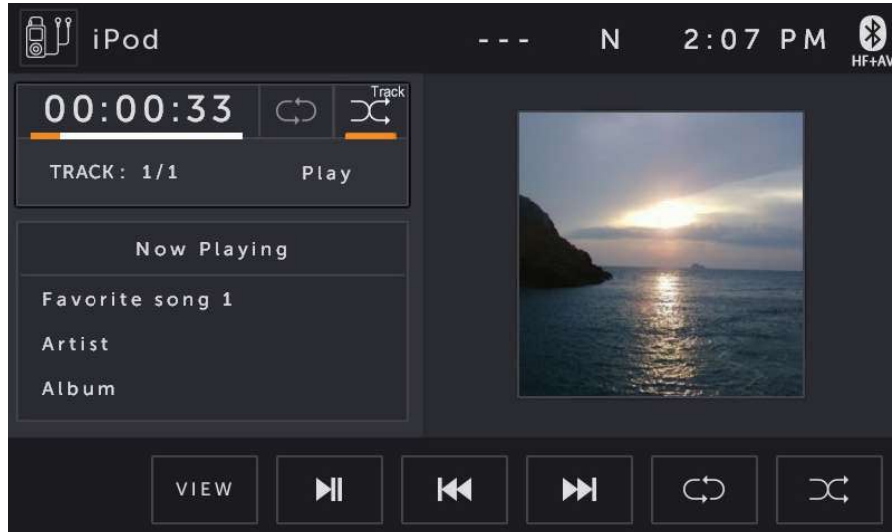 iPod --- N 2:07 PM
HF+AV
00:00:33 Track
TRACK: 1/1 Play
Now Playing
Favorite song 1
Artist
Album
VIEW